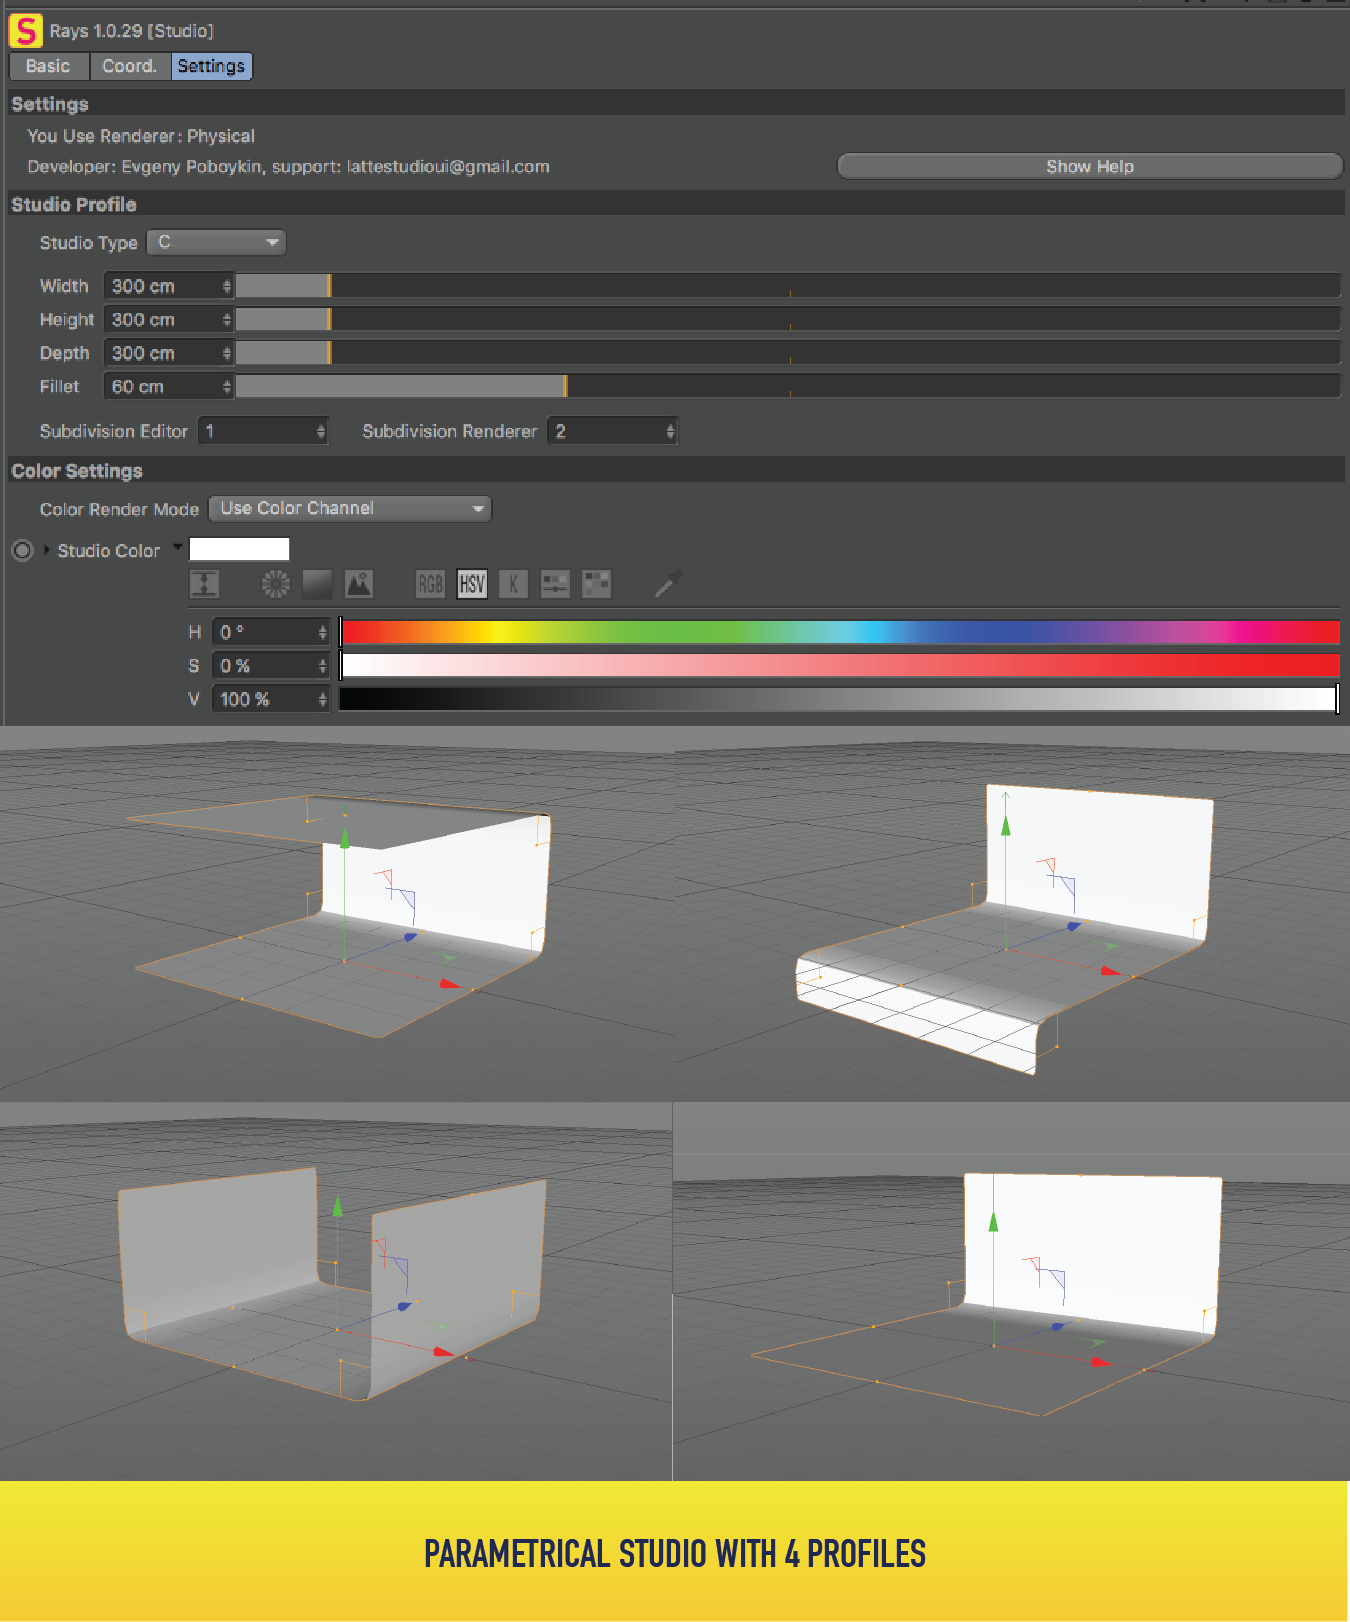 S Rays 1.0.29 [Studio]
Basic Coord. Settings
Settings
You Use Renderer : Physical
Developer: Evgeny Poboykin, support: lattestudioui@gmail.com Show Help
Studio Profile
Studio Type C
Width 300 cm
Height 300 cm
Depth 300 cm
Fillet 60 cm
Subdivision Editor 1 Subdivision Renderer 2
Color Settings
Color Render Mode Use Color Channel
Studio Color
RGB HSV K
H 0 °
S 0 %
V 100 %
PARAMETRICAL STUDIO WITH 4 PROFILES